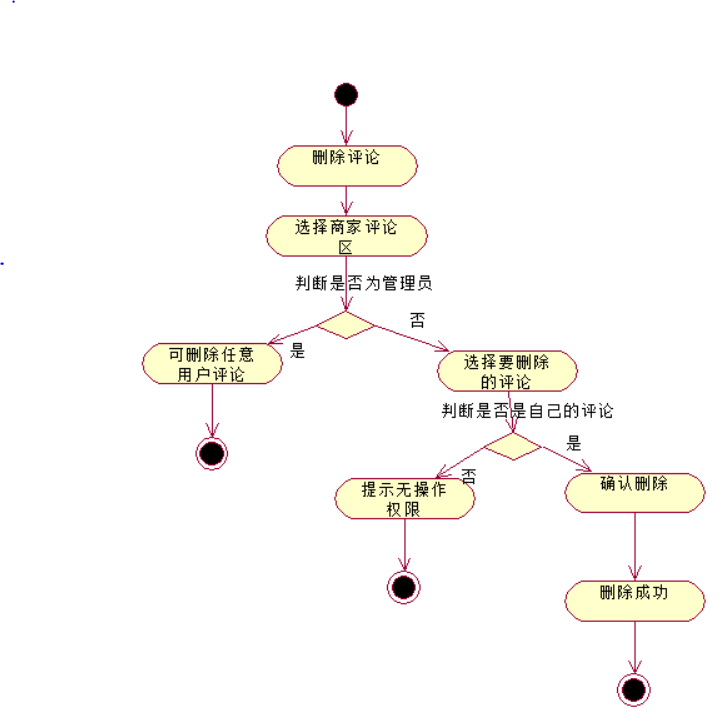 删除评论
选择商家评论
区
判断是否为管理员
否
是
可删除任意
用户评论
选择要删除
的评论
判断是否是自己的评论
是
否
提示无操作
权限
确认删除
删除成功